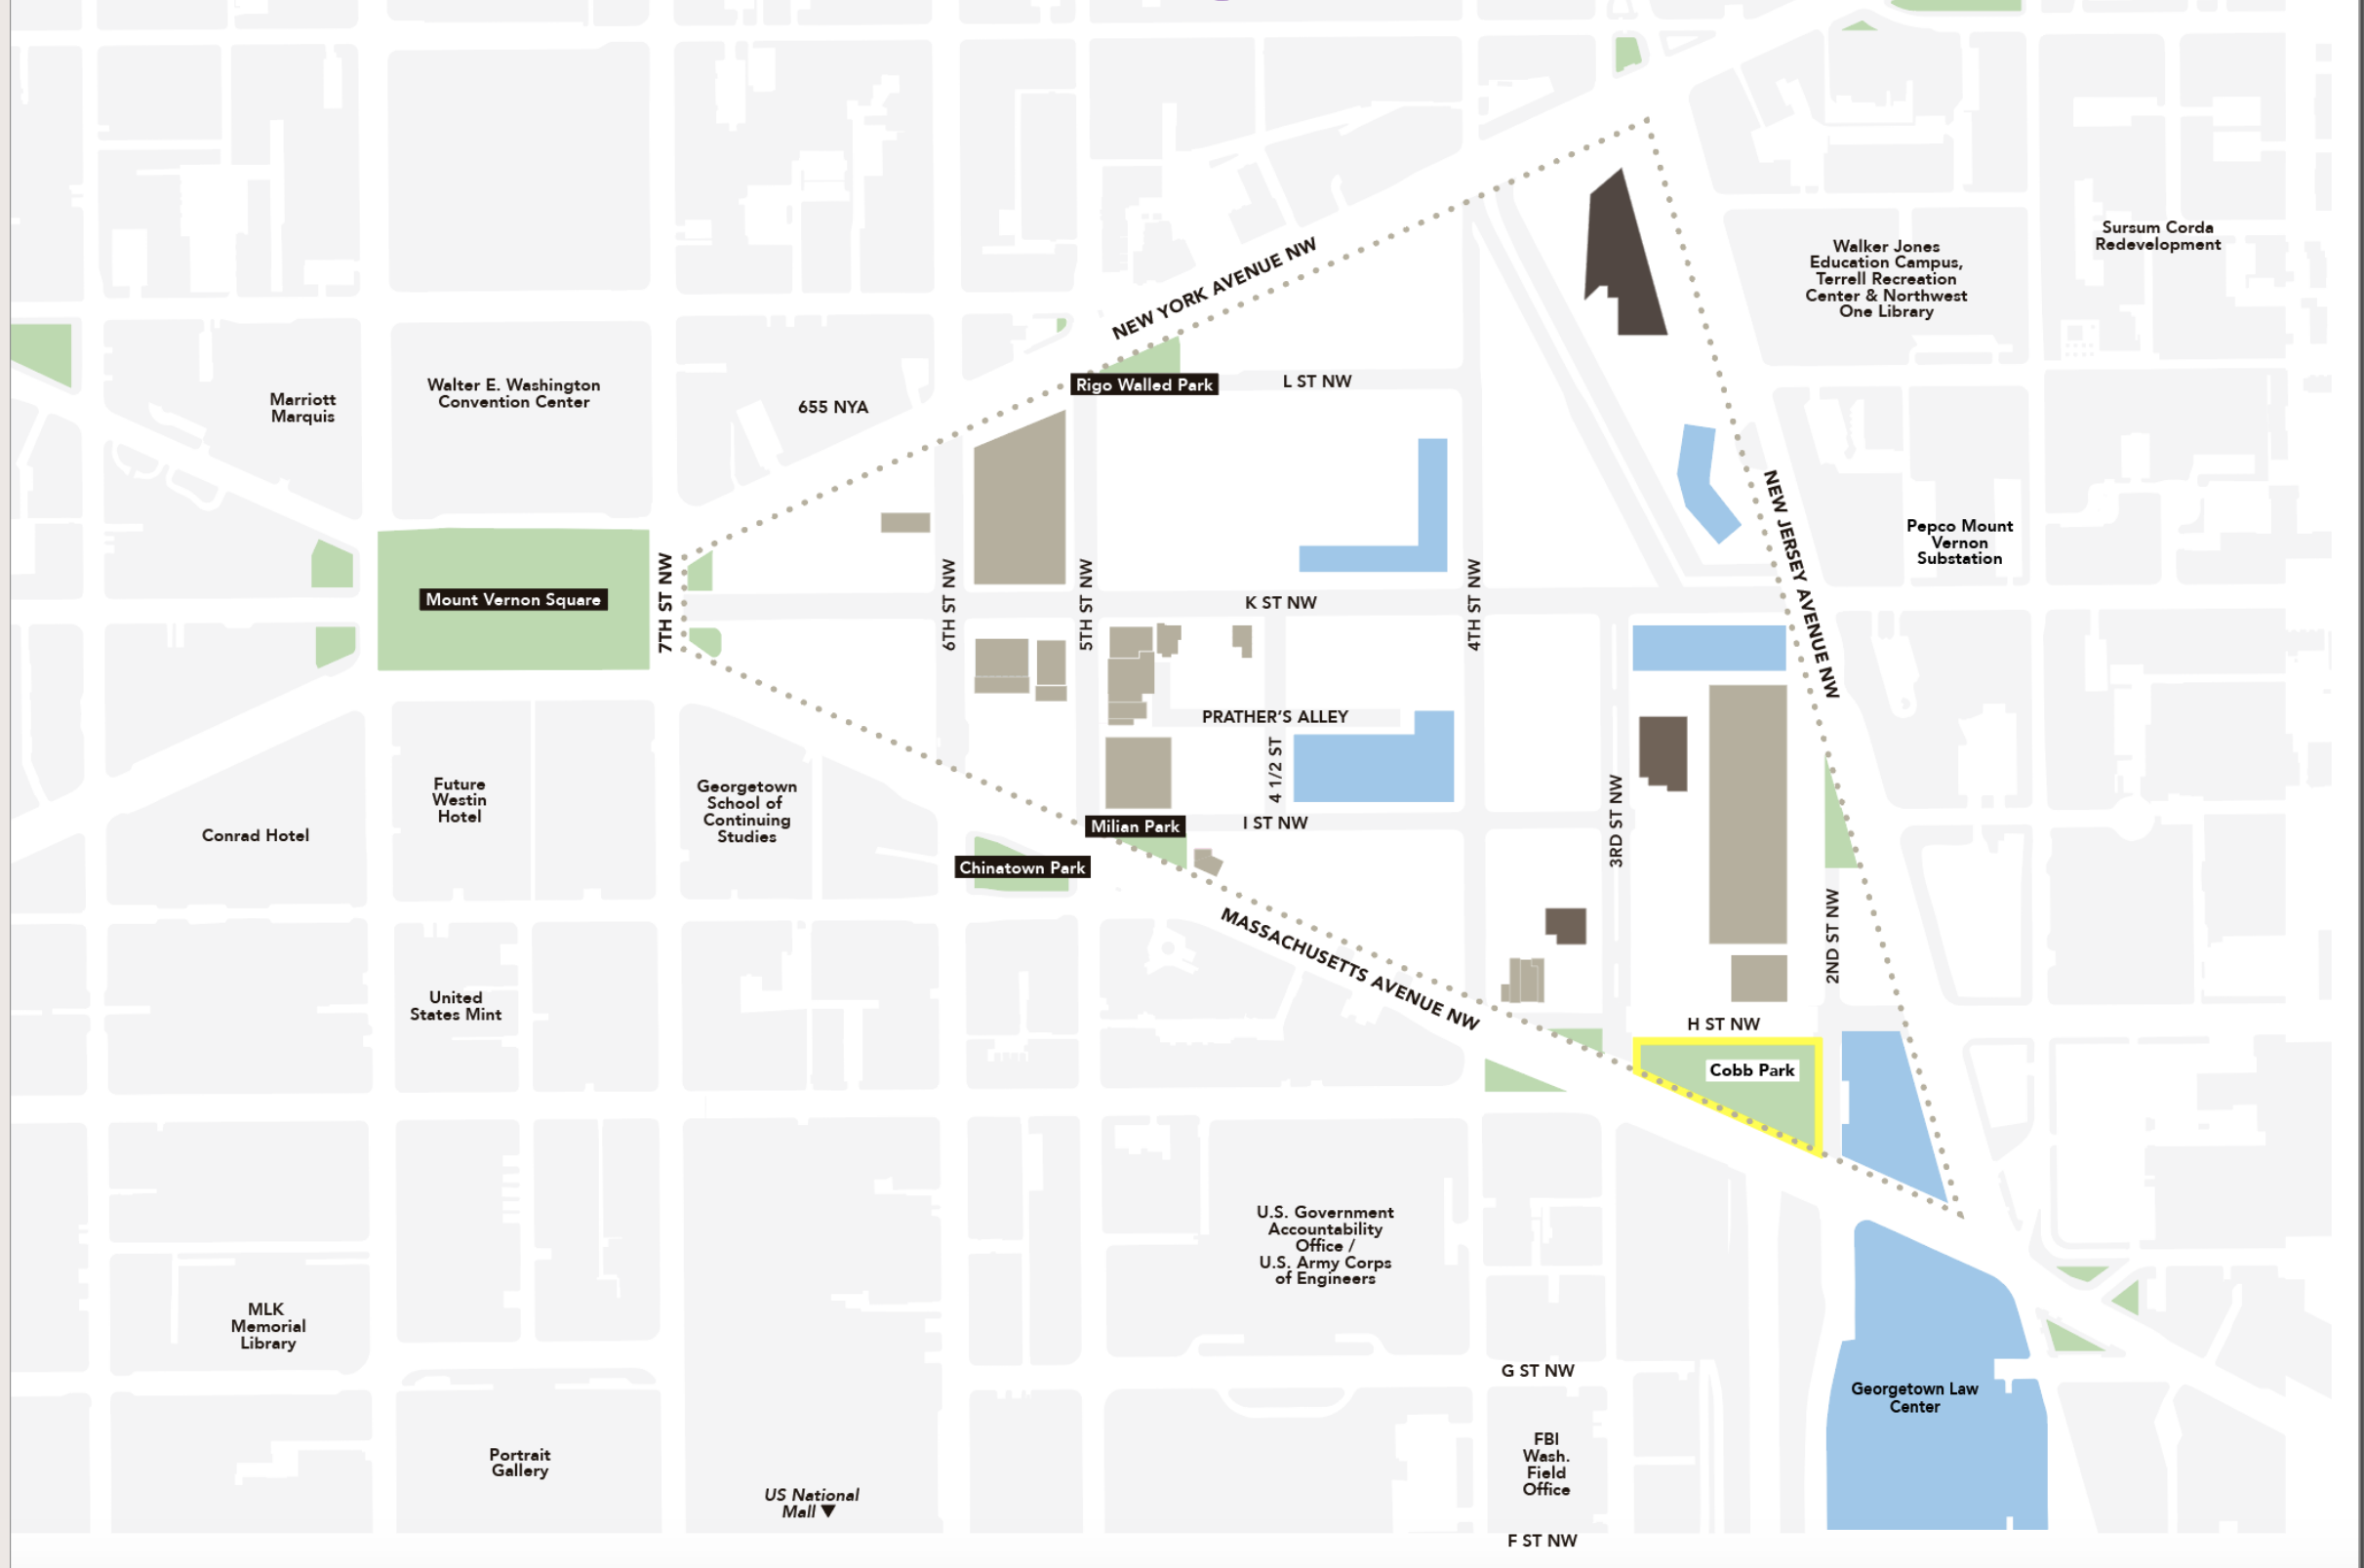 Sursum Corda
Redevelopment
Walker Jones
Education Campus,
Terrell Recreation
Center & Northwest
One Library
NEW YORK AVENUE NW
Rigo Walled Park
L ST NW
Marriott
Marquis
Walter E. Washington
Convention Center
655 NYA
NEW JERSEY AVENUE NW
Pepco Mount
Vernon
Substation
Mount Vernon Square
7TH ST NW
6TH ST NW
5TH ST NW
K ST NW
4TH ST NW
PRATHER'S ALLEY
4 1/2 ST
Future
Westin
Hotel
Georgetown
School of
Continuing
Studies
Conrad Hotel
Milian Park
I ST NW
3RD ST NW
Chinatown Park
MASSACHUSETTS AVENUE NW
2ND ST NW
United
States Mint
H ST NW
Cobb Park
U.S. Government
Accountability
Office /
U.S. Army Corps
of Engineers
MLK
Memorial
Library
G ST NW
Georgetown Law
Center
Portrait
Gallery
FBI
Wash.
Field
Office
US National
Mall ▼
F ST NW